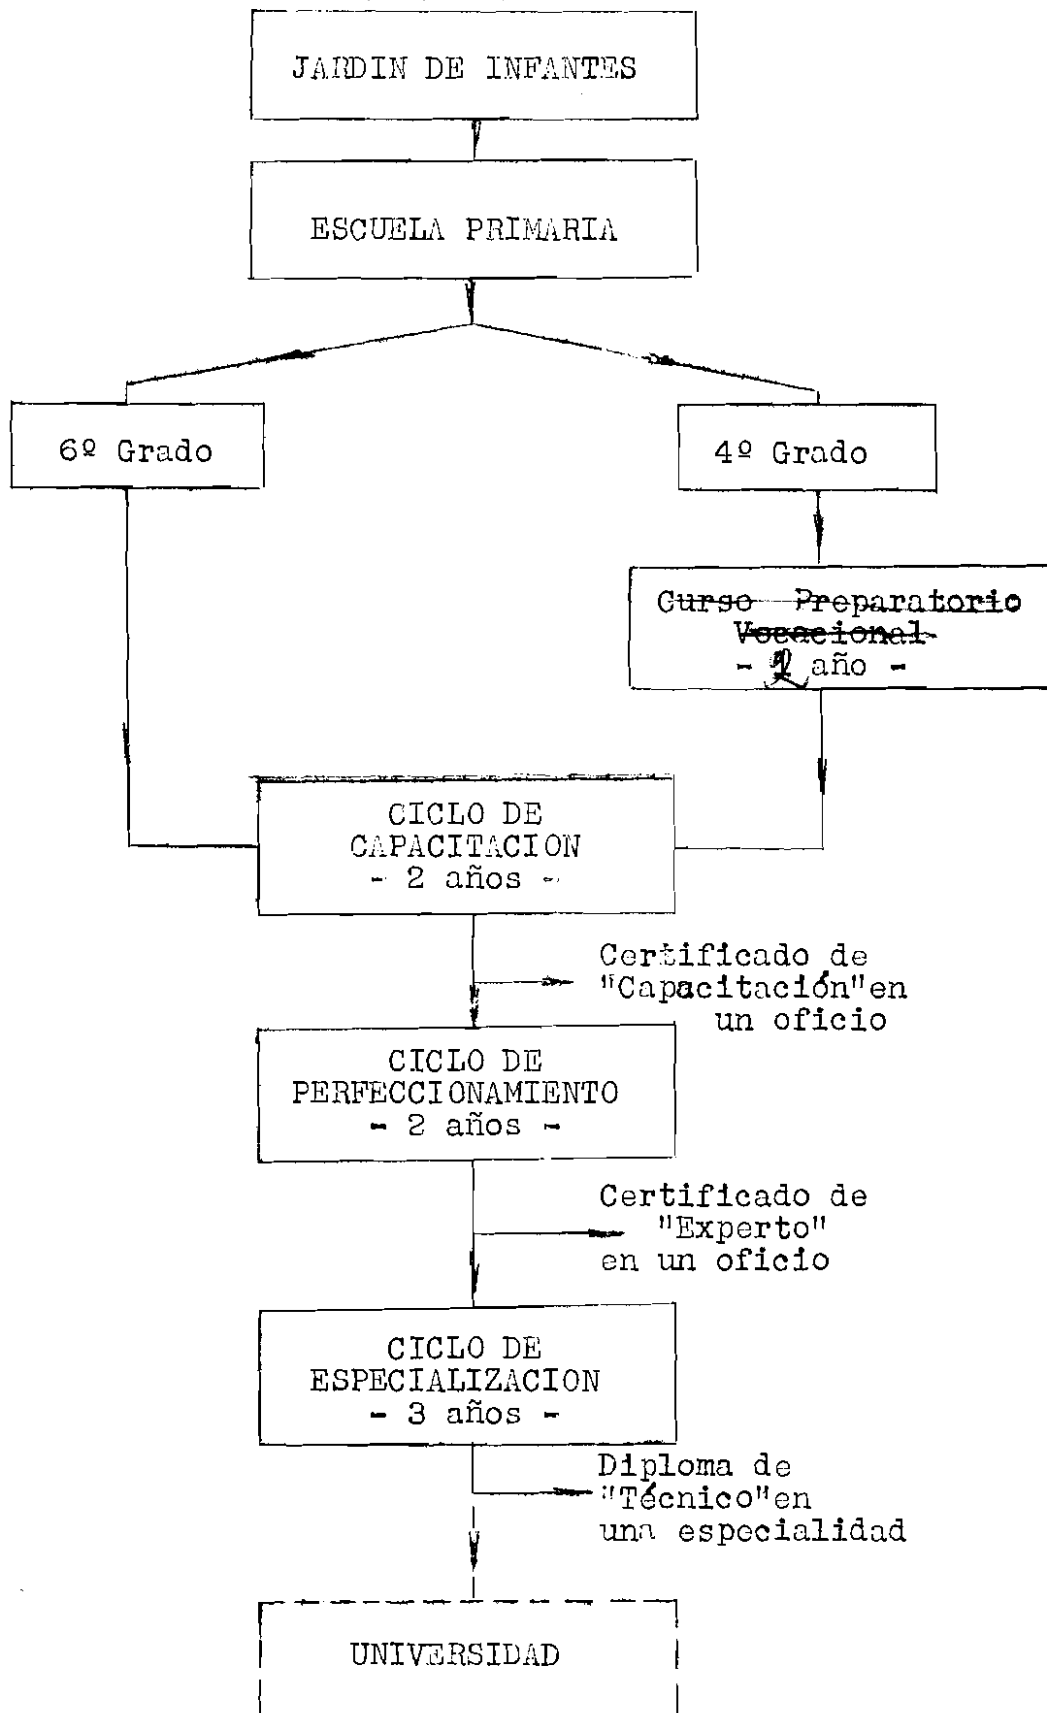 JARDIN DE INFANTES
ESCUELA PRIMARIA
6º Grado
4º Grado
Curso Preparatorio
Vocacional
- año -
CICLO DE
CAPACITACION
- 2 años -
Certificado de
"Capacitación"en
un oficio
CICLO DE
PERFECCIONAMIENTO
- 2 años -
Certificado de
"Experto"
en un oficio
CICLO DE
ESPECIALIZACION
- 3 años -
Diploma de
"Técnico"en
una especialidad
UNIVERSIDAD